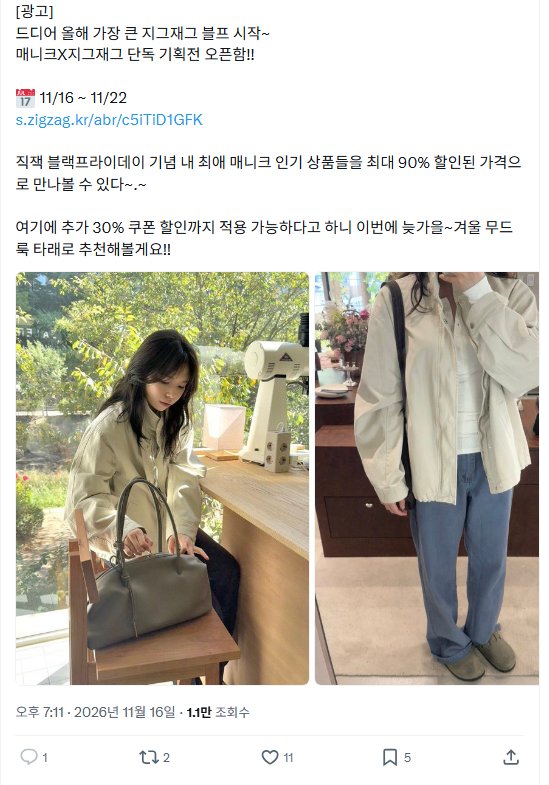 [광고]
드디어 올해 가장 큰 지그재그 블프 시작~
매니크X지그재그 단독 기획전 오픈함!!
📅 11/16 ~ 11/22
s.zigzag.kr/abr/c5iTiD1GFK
직잭 블랙프라이데이 기념 내 최애 매니크 인기 상품들을 최대 90% 할인된 가격으
로 만나볼 수 있다~.~
여기에 추가 30% 쿠폰 할인까지 적용 가능하다고 하니 이번에 늦가을~겨울 무드
룩 타래로 추천해볼게요!!
오후 7:11 · 2026년 11월 16일 · 1.1만 조회수
1 2 11 5